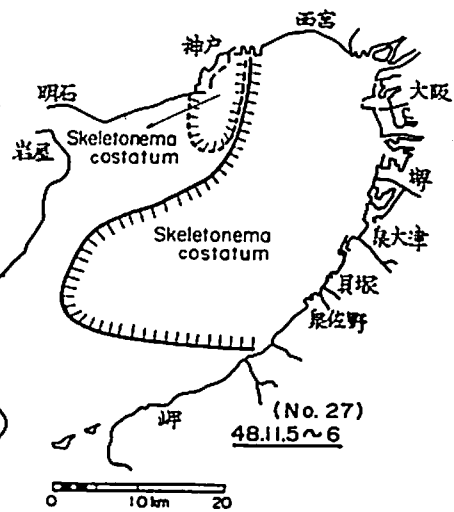 西宮
神戸
明石
大阪
Skeletonema
costatum
岩屋
堺
Skeletonema
costatum
泉大津
貝塚
泉佐野
岬
(No. 27)
48.11.5~6
0 10km 20